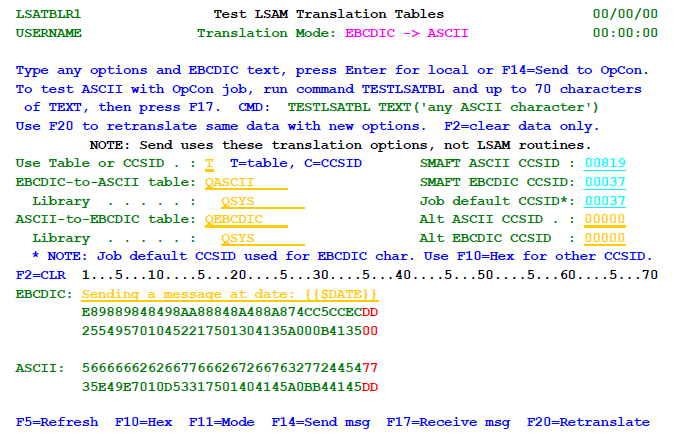 LSATBLR1 Test LSAM Translation Tables 00/00/00
USERNAME Translation Mode: EBCDIC -> ASCII 00:00:00
Type any options and EBCDIC text, press Enter for local or F14=Send to OpCon.
To test ASCII with OpCon job, run command TESTLSATBL and up to 70 characters
of TEXT, then press F17. CMD: TESTLSATBL TEXT('any ASCII character')
Use F20 to retranslate same data with new options. F2=clear data only.
NOTE: Send uses these translation options, not LSAM routines.
Use Table or CCSID . : T T=table, C=CCSID SMAFT ASCII CCSID : 00819
EBCDIC-to-ASCII table: QASCII SMAFT EBCDIC CCSID: 00037
Library . . . . . : QSYS Job default CCSID*: 00037
ASCII-to-EBCDIC table: QEBCDIC Alt ASCII CCSID . : 00000
Library . . . . . : QSYS Alt EBCDIC CCSID : 00000
* NOTE: Job default CCSID used for EBCDIC char. Use F10=Hex for other CCSID.
F2=CLR 1...5...10....5...20....5...30....5...40....5...50....5...60....5...70
EBCDIC: Sending a message at date: {{$DATE}}
E89889848498AA88848A488A874CC5CCECDD
255495701045221750130413​5A000B413500
ASCII: 566666626266776662672667632772445477
35E49E7010D53317501404145A0BB44145DD
F5=Refresh F10=Hex F11=Mode F14=Send msg F17=Receive msg F20=Retranslate